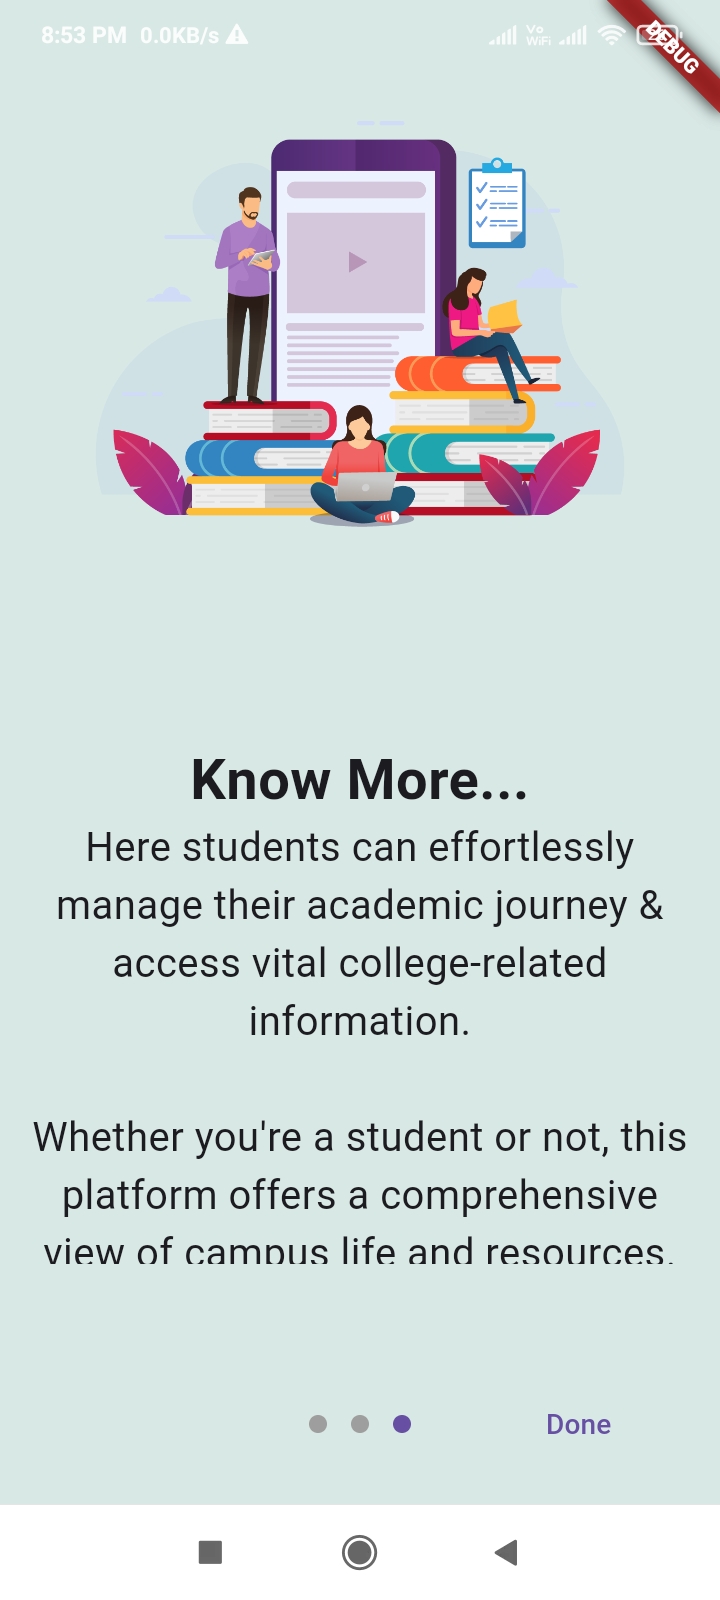 8:53 PM 0.0KB/s
Vo
WiFi
DEBUG
Know More...
Here students can effortlessly
manage their academic journey &
access vital college-related
information.
Whether you're a student or not, this
platform offers a comprehensive
view of campus life and resources.
Done